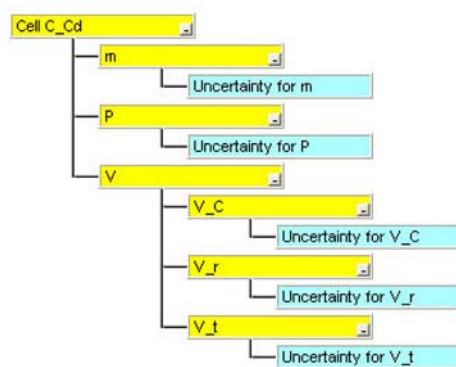 Cell C_Cd
m
Uncertainty for m
P
Uncertainty for P
V
V_C
Uncertainty for V_C
V_r
Uncertainty for V_r
V_t
Uncertainty for V_t